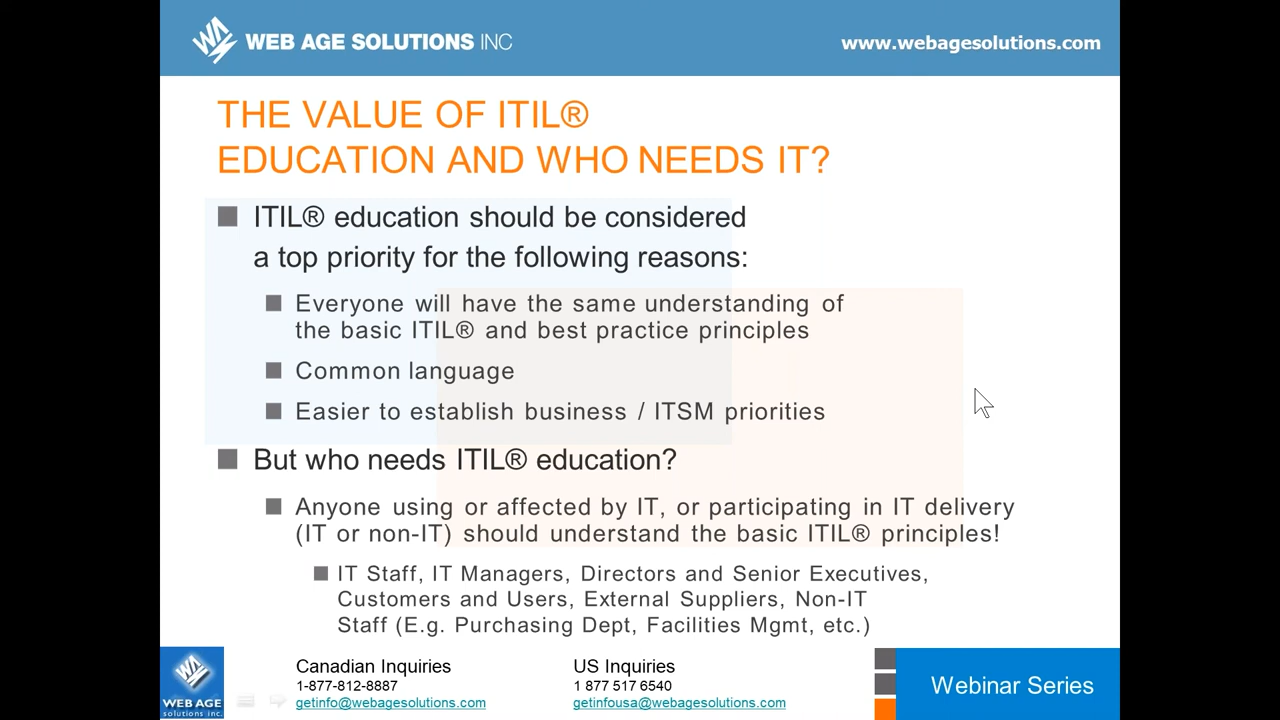 WEB AGE SOLUTIONS INC
www.webagesolutions.com
THE VALUE OF ITIL®
EDUCATION AND WHO NEEDS IT?
ITIL® education should be considered
a top priority for the following reasons:
Everyone will have the same understanding of
the basic ITIL® and best practice principles
Common language
Easier to establish business / ITSM priorities
But who needs ITIL® education?
Anyone using or affected by IT, or participating in IT delivery
(IT or non-IT) should understand the basic ITIL® principles!
IT Staff, IT Managers, Directors and Senior Executives,
Customers and Users, External Suppliers, Non-IT
Staff (E.g. Purchasing Dept, Facilities Mgmt, etc.)
WEB AGE
solutions inc.
Canadian Inquiries
1-877-812-8887
getinfo@webagesolutions.com
US Inquiries
1 877 517 6540
getinfousa@webagesolutions.com
Webinar Series